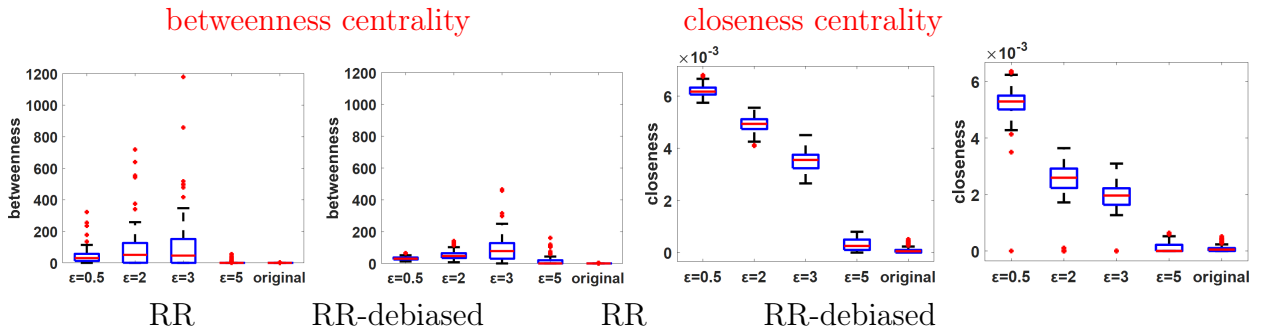 betweenness centrality
closeness centrality
betweenness
1200
1000
800
600
400
200
0
ε=0.5 ε=2 ε=3 ε=5 original
betweenness
1200
1000
800
600
400
200
0
ε=0.5 ε=2 ε=3 ε=5 original
×10⁻³
closeness
6
4
2
0
ε=0.5 ε=2 ε=3 ε=5 original
×10⁻³
closeness
6
4
2
0
ε=0.5 ε=2 ε=3 ε=5 original
RR RR-debiased RR RR-debiased